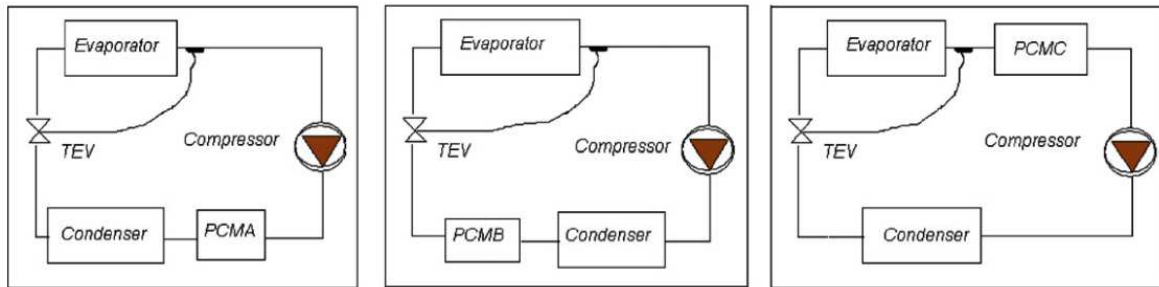 Evaporator
TEV
Compressor
Condenser
PCMA
Evaporator
TEV
Compressor
PCMB
Condenser
Evaporator
PCMC
TEV
Compressor
Condenser